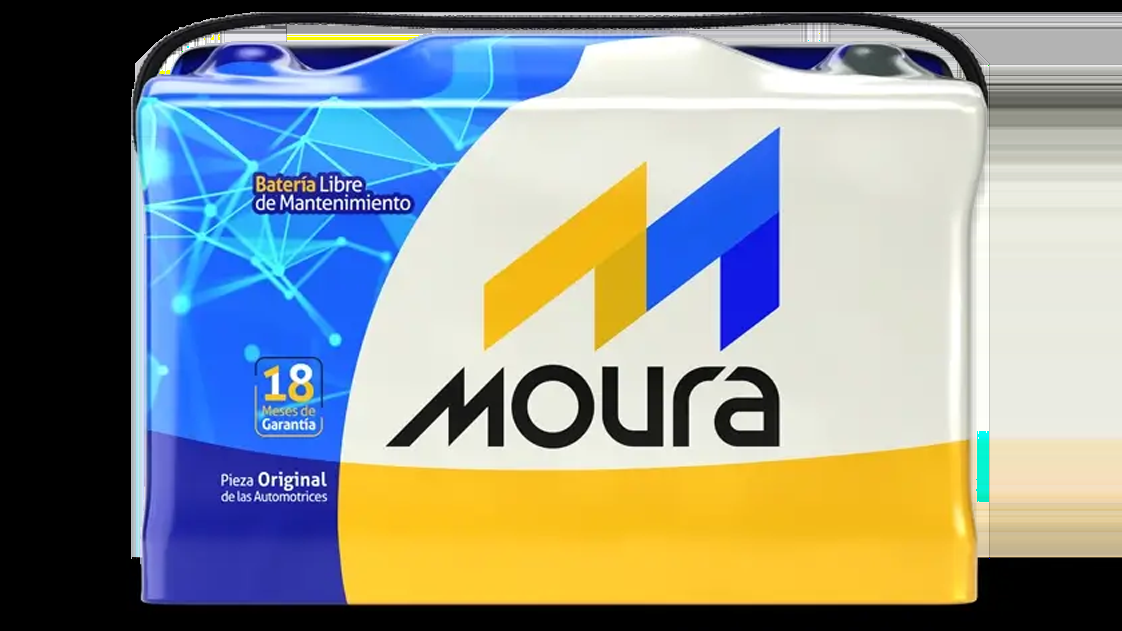 Batería Libre
de Mantenimiento
18
Meses de
Garantía
Pieza Original
de las Automotrices
moura